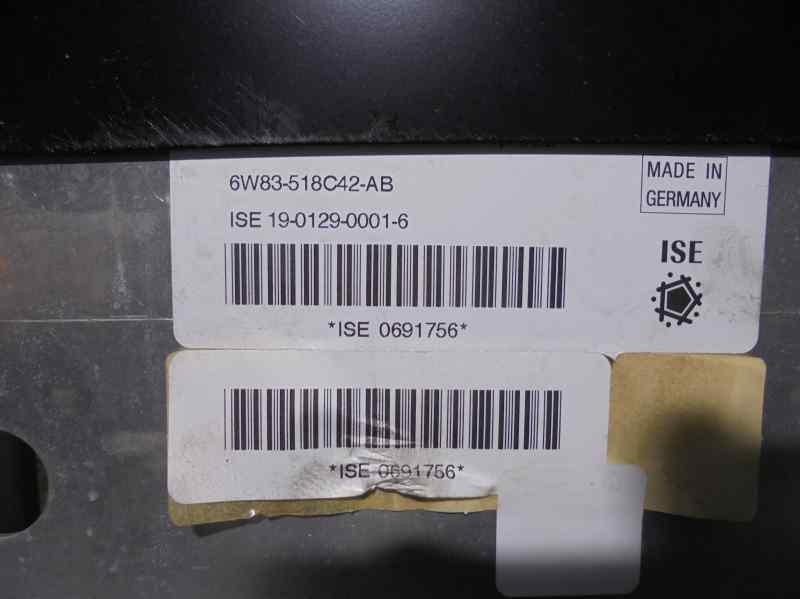 6W83-518C42-AB
MADE IN
GERMANY
ISE 19-0129-0001-6
ISE
*ISE 0691756*
*ISE 0691756*